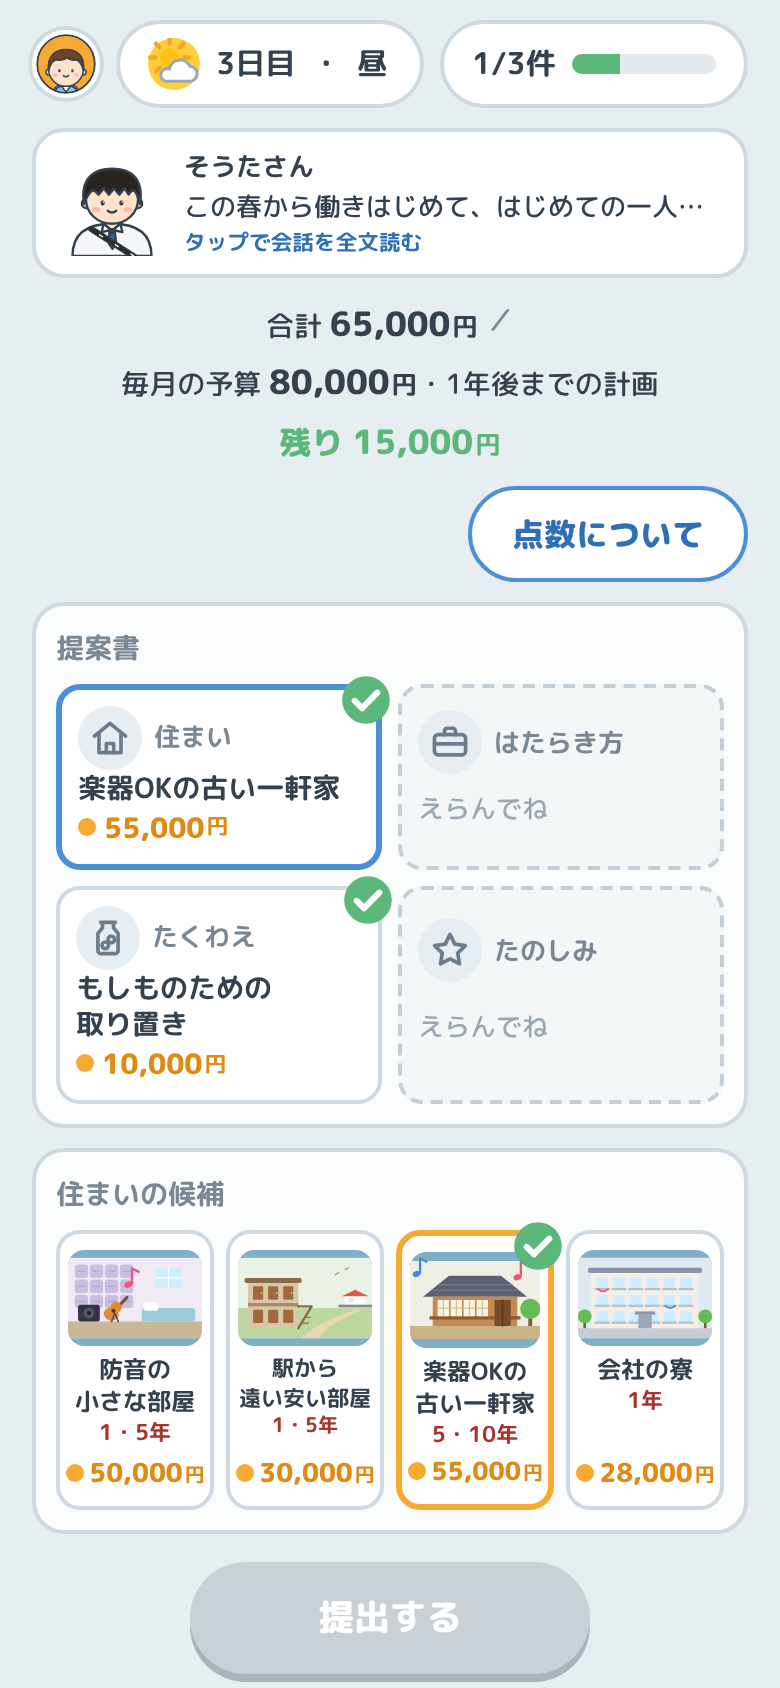 3日目 ・ 昼
1/3件
そうたさん
この春から働きはじめて、はじめての一人…
タップで会話を全文読む
合計 65,000円 /
毎月の予算 80,000円・1年後までの計画
残り 15,000円
点数について
提案書
住まい
楽器OKの古い一軒家
55,000円
はたらき方
えらんでね
たくわえ
もしものための
取り置き
10,000円
たのしみ
えらんでね
住まいの候補
防音の
小さな部屋
1・5年
50,000円
駅から
遠い安い部屋
1・5年
30,000円
楽器OKの
古い一軒家
5・10年
55,000円
会社の寮
1年
28,000円
提出する